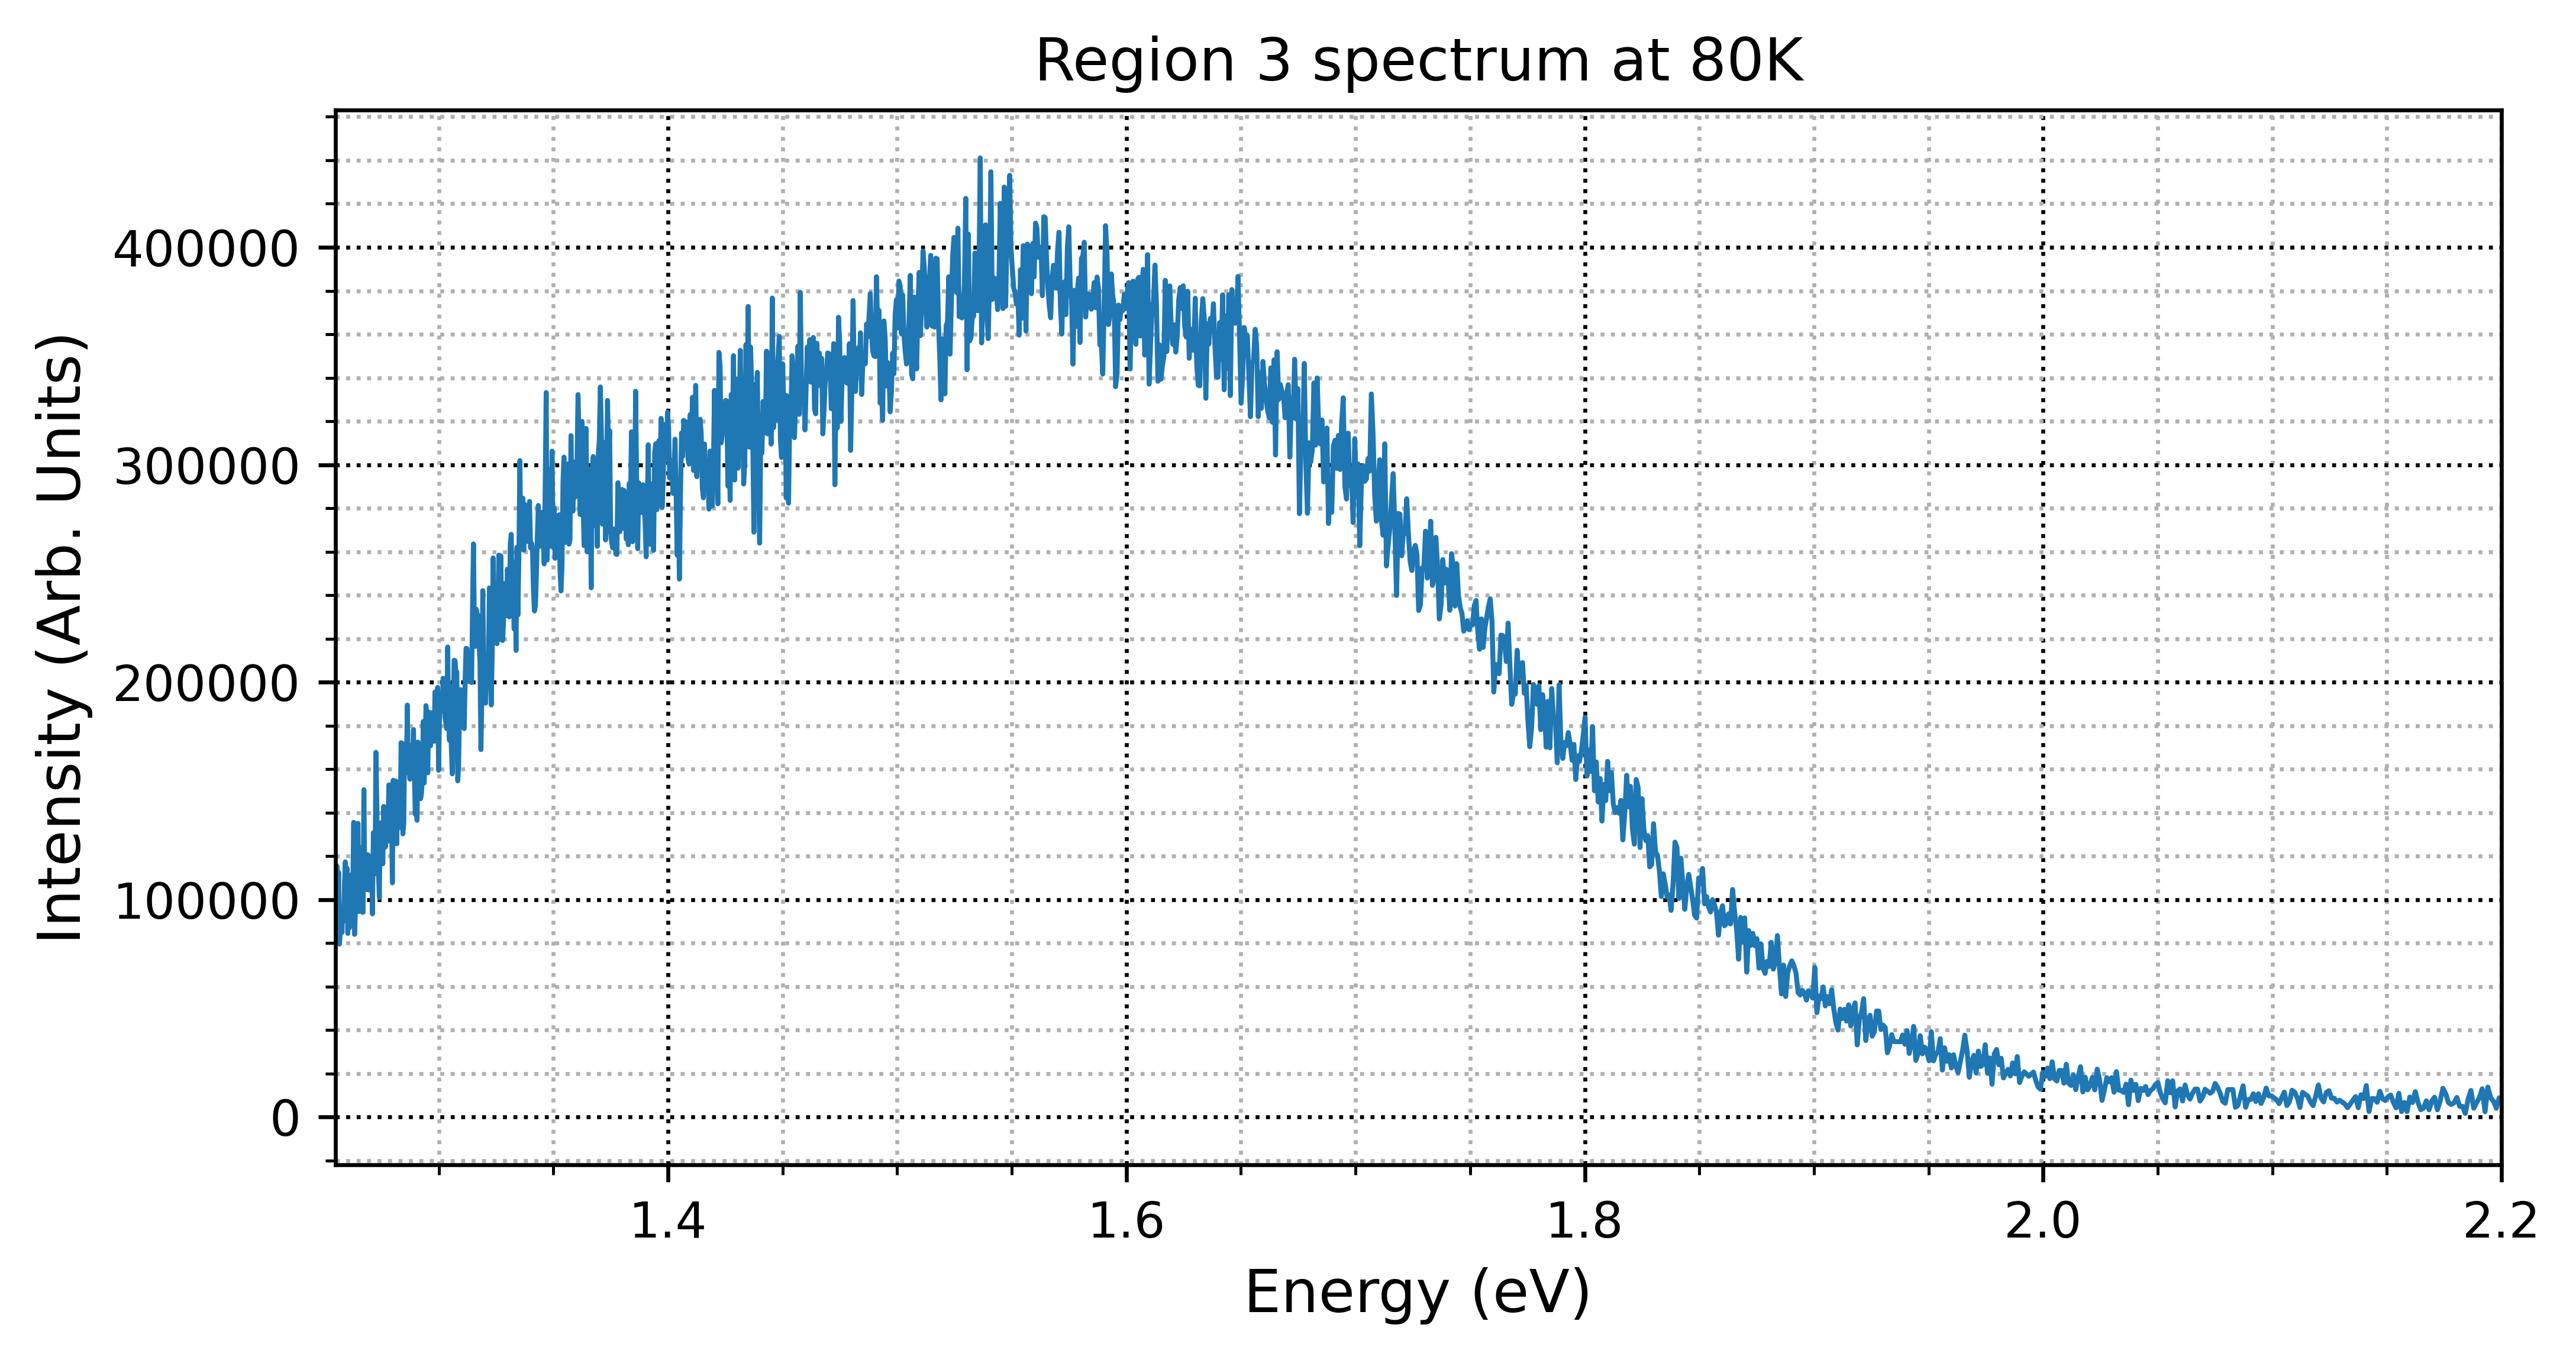 Region 3 spectrum at 80K
Intensity (Arb. Units)
400000
300000
200000
100000
0
1.4 1.6 1.8 2.0 2.2
Energy (eV)